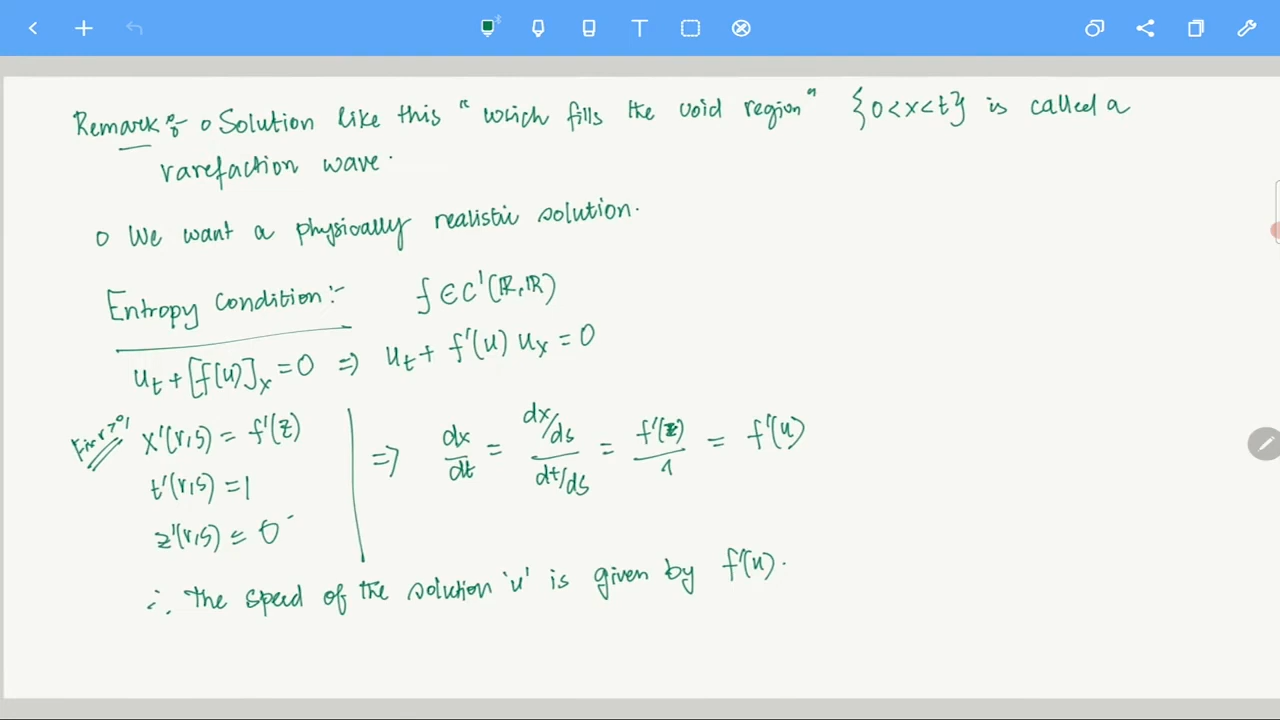 Remark :- o Solution like this "which fills the void region" {0<x<t} is called a
rarefaction wave.
o We want a physically realistic solution.
Entropy Condition :- f ∈ C'(ℝ, ℝ)
u_t + [f(u)]_x = 0 ⇒ u_t + f'(u) u_x = 0
Fix r>0/ x'(r,s) = f'(z) ⇒ dx/dt = (dx/ds)/(dt/ds) = f'(z)/1 = f'(u)
t'(r,s) = 1
z'(r,s) = 0
∴ The speed of the solution 'u' is given by f'(u).